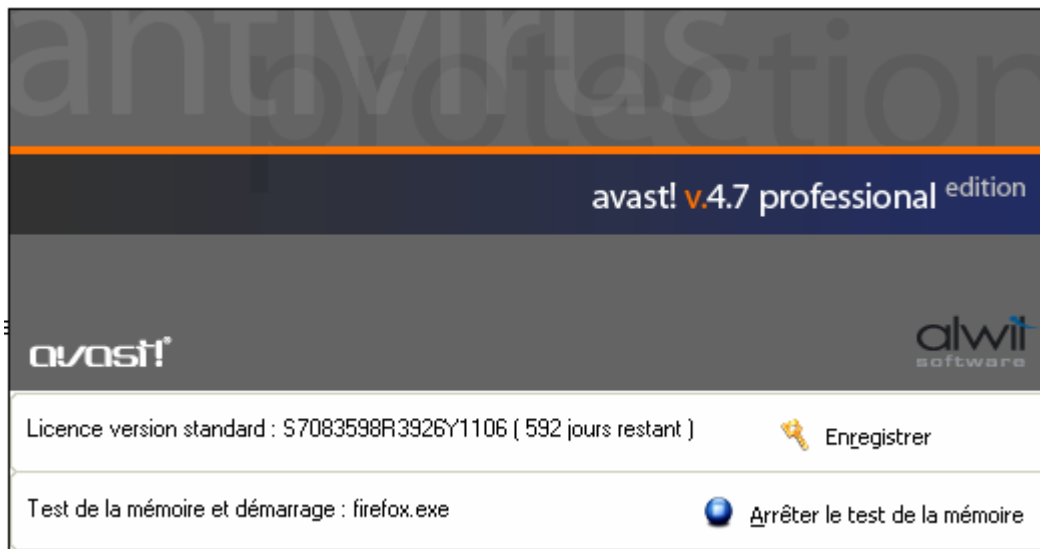 antivirus
protection
avast! v.4.7 professional edition
avast!
alwil
software
Licence version standard : S7083598R3926Y1106 ( 592 jours restant )
Enregistrer
Test de la mémoire et démarrage : firefox.exe
Arrêter le test de la mémoire